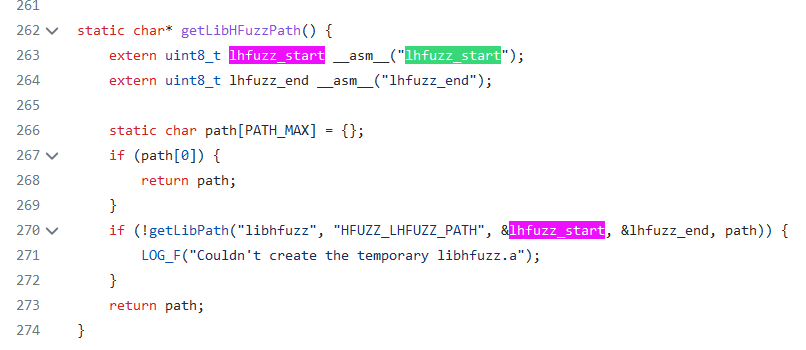 261
262 static char* getLibHFuzzPath() {
263     extern uint8_t lhfuzz_start __asm__("lhfuzz_start");
264     extern uint8_t lhfuzz_end __asm__("lhfuzz_end");
265
266     static char path[PATH_MAX] = {};
267     if (path[0]) {
268         return path;
269     }
270     if (!getLibPath("libhfuzz", "HFUZZ_LHFUZZ_PATH", &lhfuzz_start, &lhfuzz_end, path)) {
271         LOG_F("Couldn't create the temporary libhfuzz.a");
272     }
273     return path;
274 }